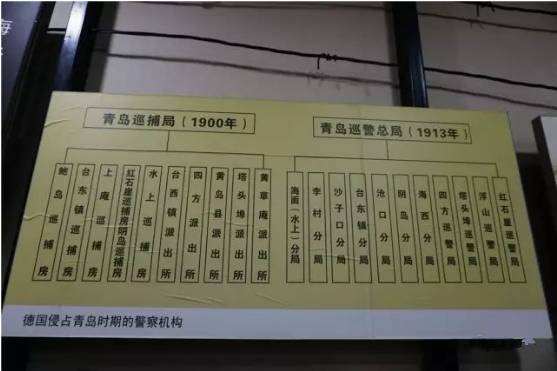 海
青岛巡捕局（1900年）
青岛巡警总局（1913年）
鲍岛巡捕房
台东镇巡捕房
上庵巡捕房
红石崖巡捕房阴岛巡捕房
水上巡捕房
台西镇派出所
四方派出所
黄岛县派出所
塔头埠派出所
黄草庵派出所
海面（水上）分局
李村分局
沙子口分局
台东镇分局
沧口分局
阴岛分局
海西分局
四方巡警局
塔头埠巡警局
浮山巡警局
红石崖巡警局
德国侵占青岛时期的警察机构